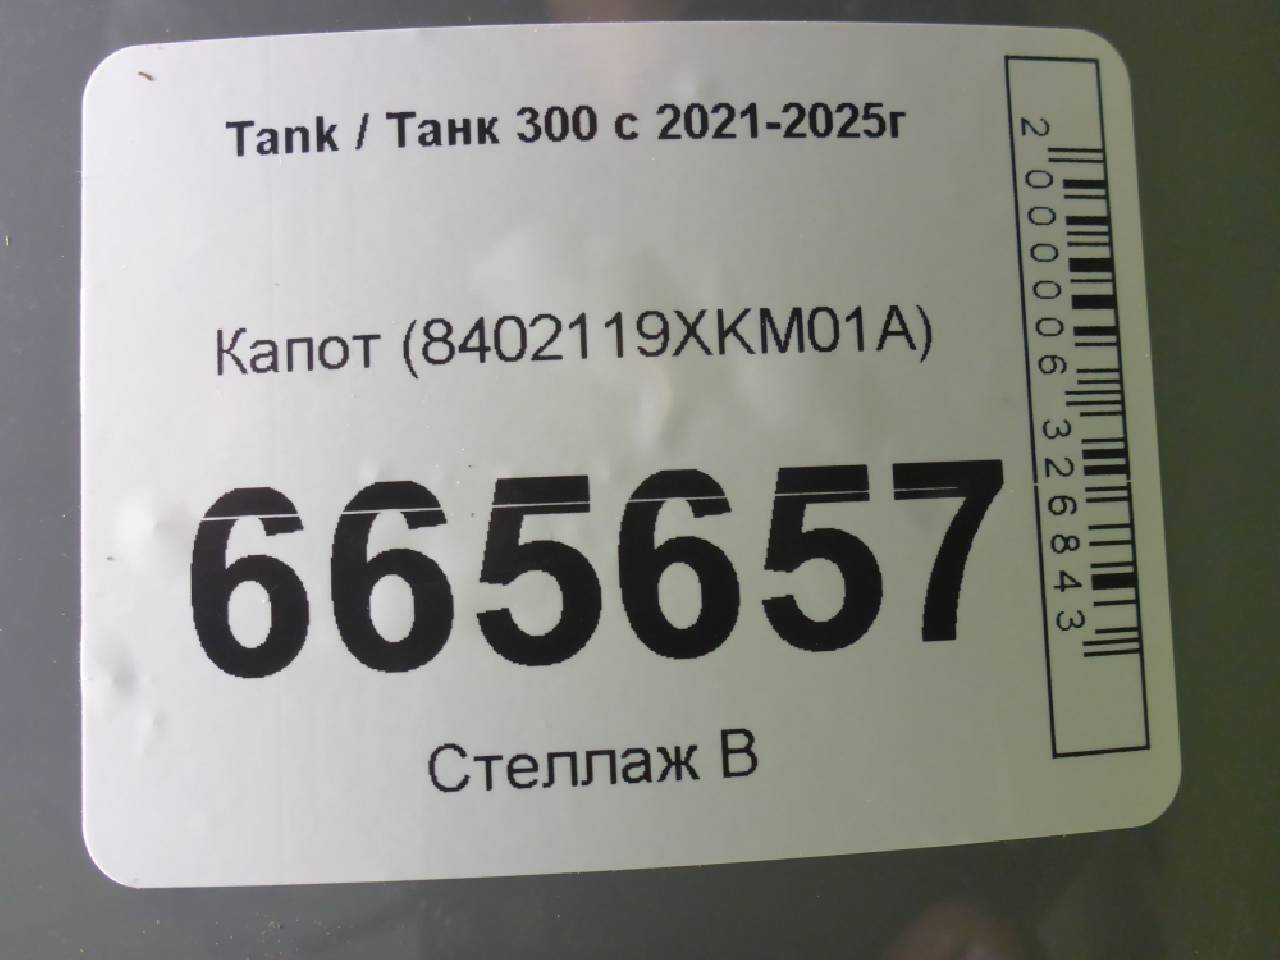 Tank / Танк 300 с 2021-2025г
Капот (8402119XKM01A)
665657
Стеллаж В
2000006326843